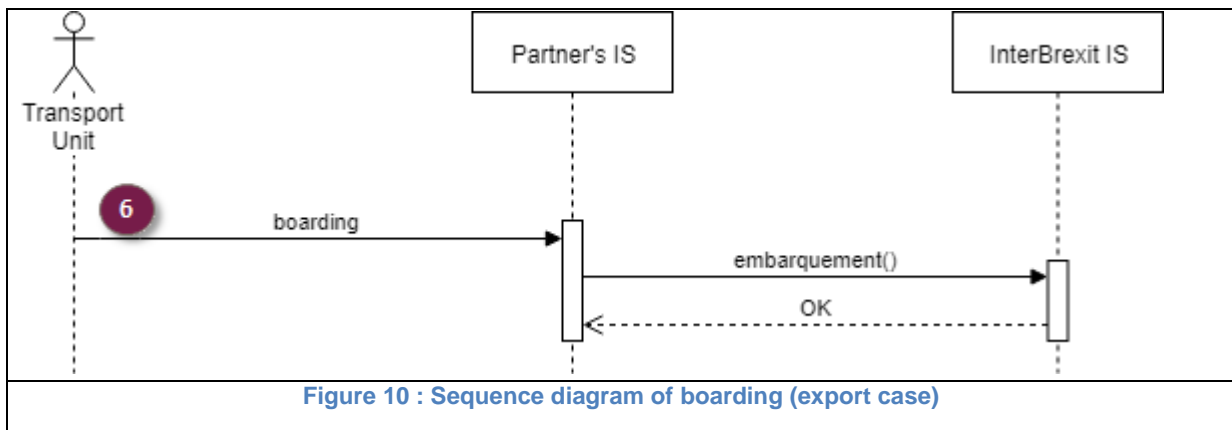 Partner's IS
InterBrexit IS
Transport
Unit
6
boarding
embarquement()
OK
Figure 10 : Sequence diagram of boarding (export case)